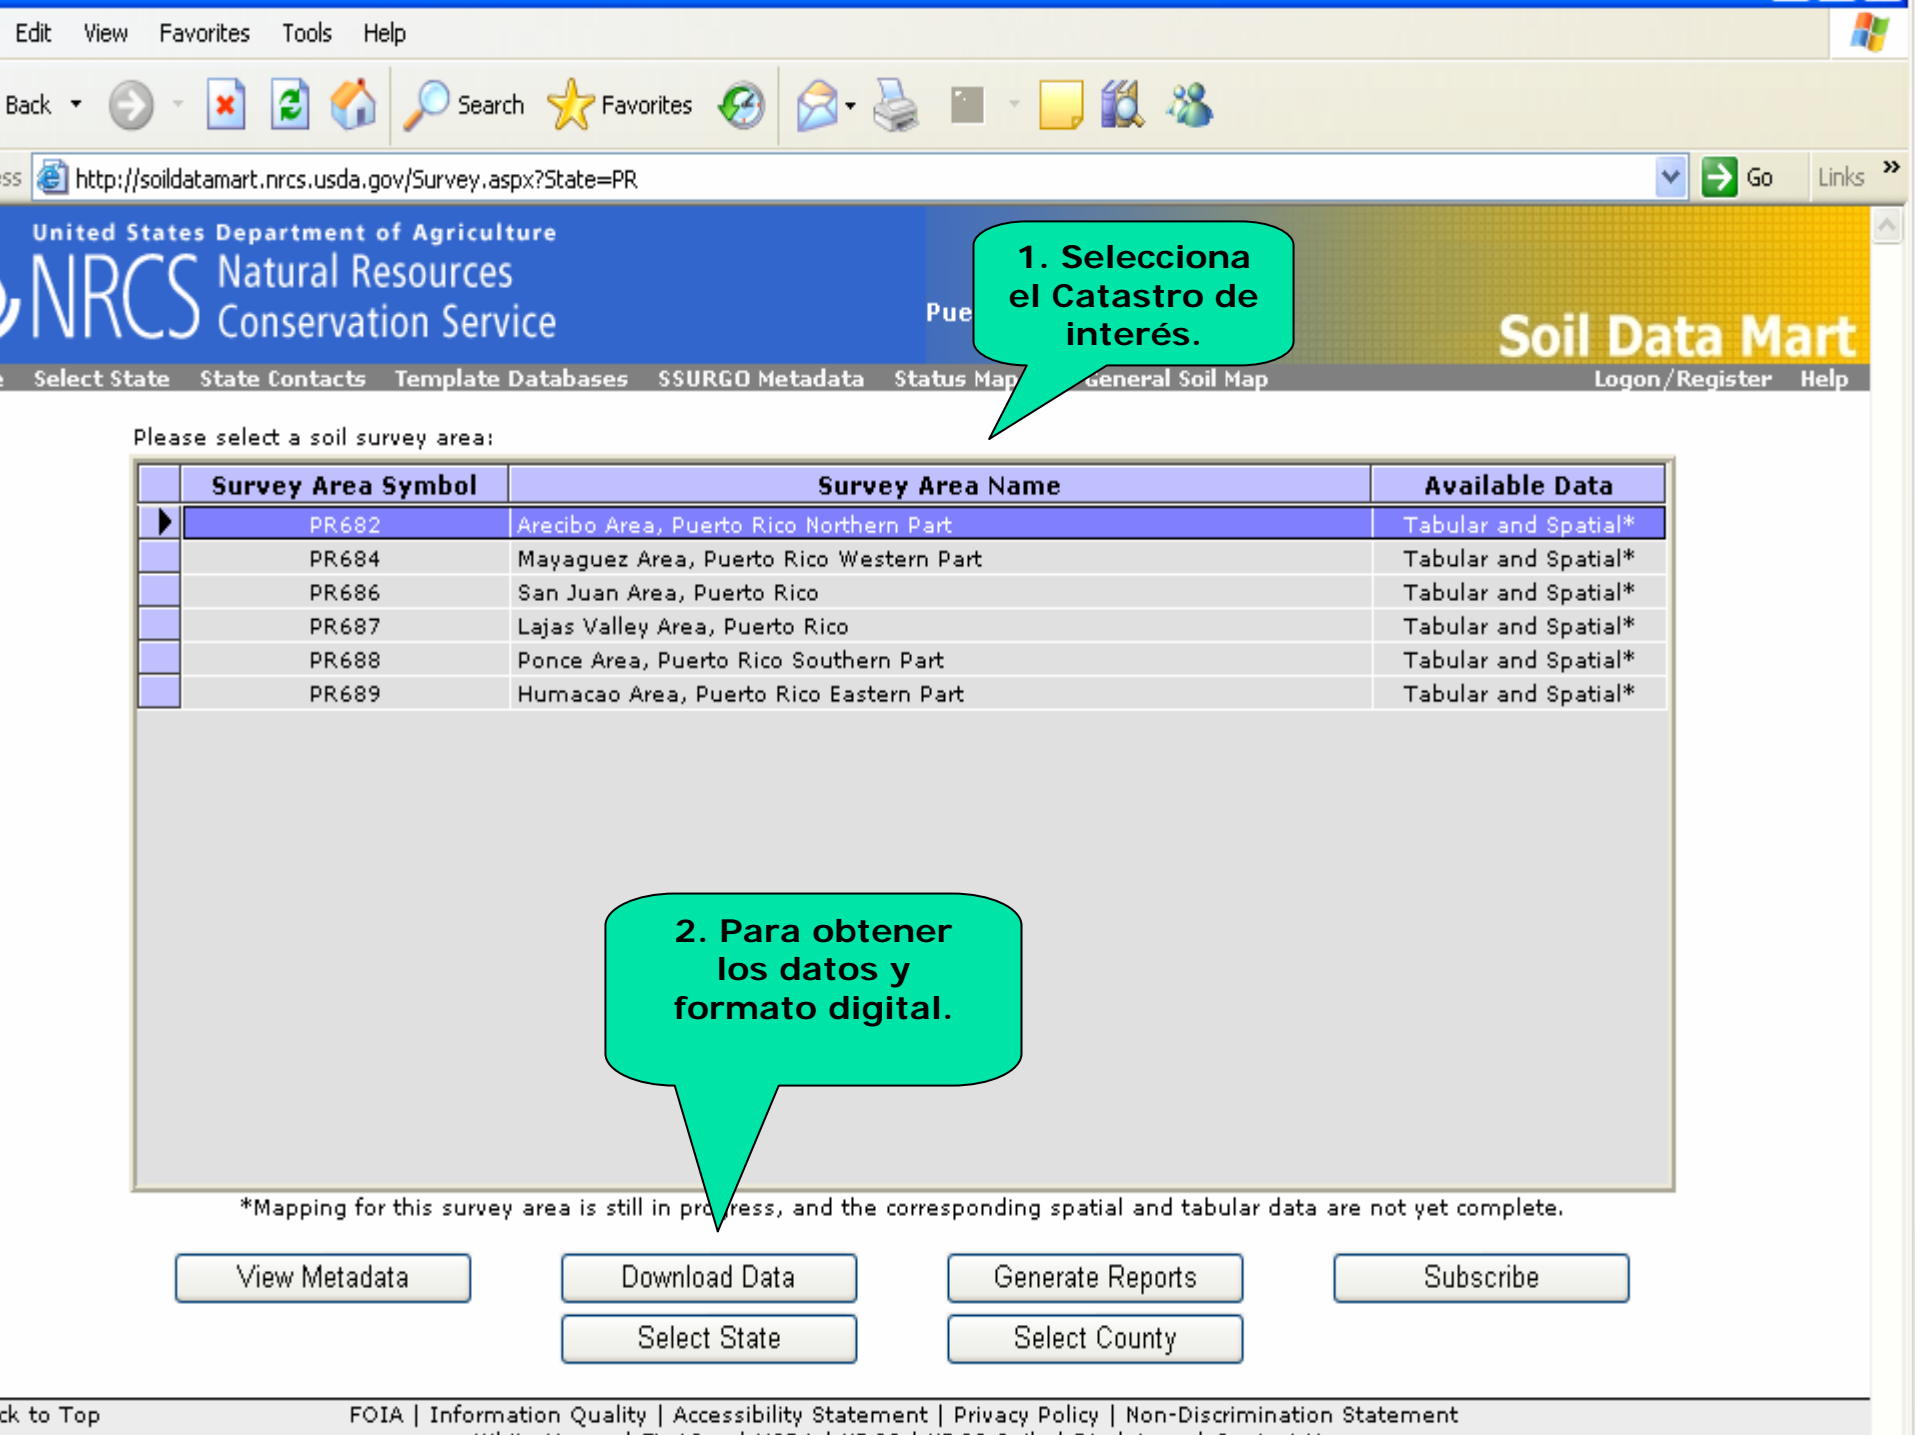 Edit View Favorites Tools Help
Back Search Favorites
ess http://soildatamart.nrcs.usda.gov/Survey.aspx?State=PR Go Links »
United States Department of Agriculture
NRCS Natural Resources
Conservation Service
Pue
Soil Data Mart
1. Selecciona
el Catastro de
interés.
e Select State State Contacts Template Databases SSURGO Metadata Status Map General Soil Map Logon/Register Help
Please select a soil survey area:
Survey Area Symbol Survey Area Name Available Data
PR682 Arecibo Area, Puerto Rico Northern Part Tabular and Spatial*
PR684 Mayaguez Area, Puerto Rico Western Part Tabular and Spatial*
PR686 San Juan Area, Puerto Rico Tabular and Spatial*
PR687 Lajas Valley Area, Puerto Rico Tabular and Spatial*
PR688 Ponce Area, Puerto Rico Southern Part Tabular and Spatial*
PR689 Humacao Area, Puerto Rico Eastern Part Tabular and Spatial*
2. Para obtener
los datos y
formato digital.
*Mapping for this survey area is still in progress, and the corresponding spatial and tabular data are not yet complete.
View Metadata Download Data Generate Reports Subscribe
Select State Select County
ck to Top FOIA | Information Quality | Accessibility Statement | Privacy Policy | Non-Discrimination Statement